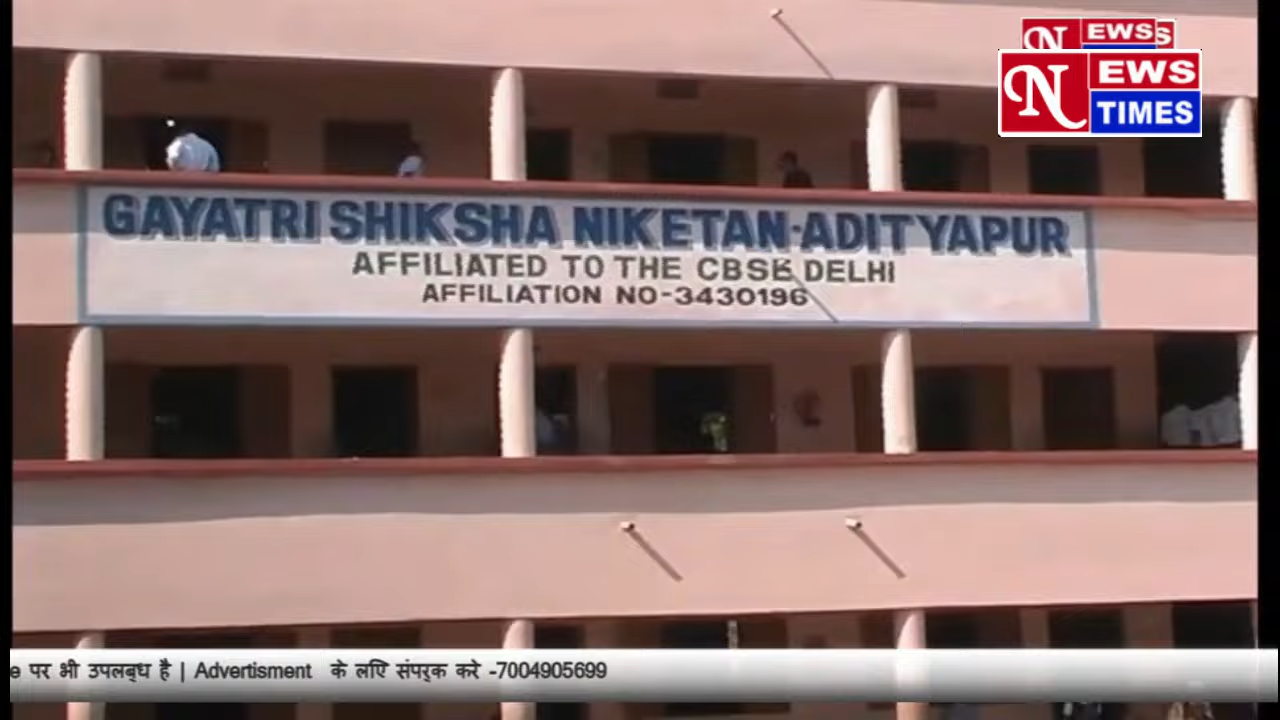 NEWSS
NEWS
TIMES
GAYATRI SHIKSHA NIKETAN-ADITYAPUR
AFFILIATED TO THE CBSE DELHI
AFFILIATION NO-3430196
e पर भी उपलब्ध है | Advertisment के लिए संपर्क करे -7004905699